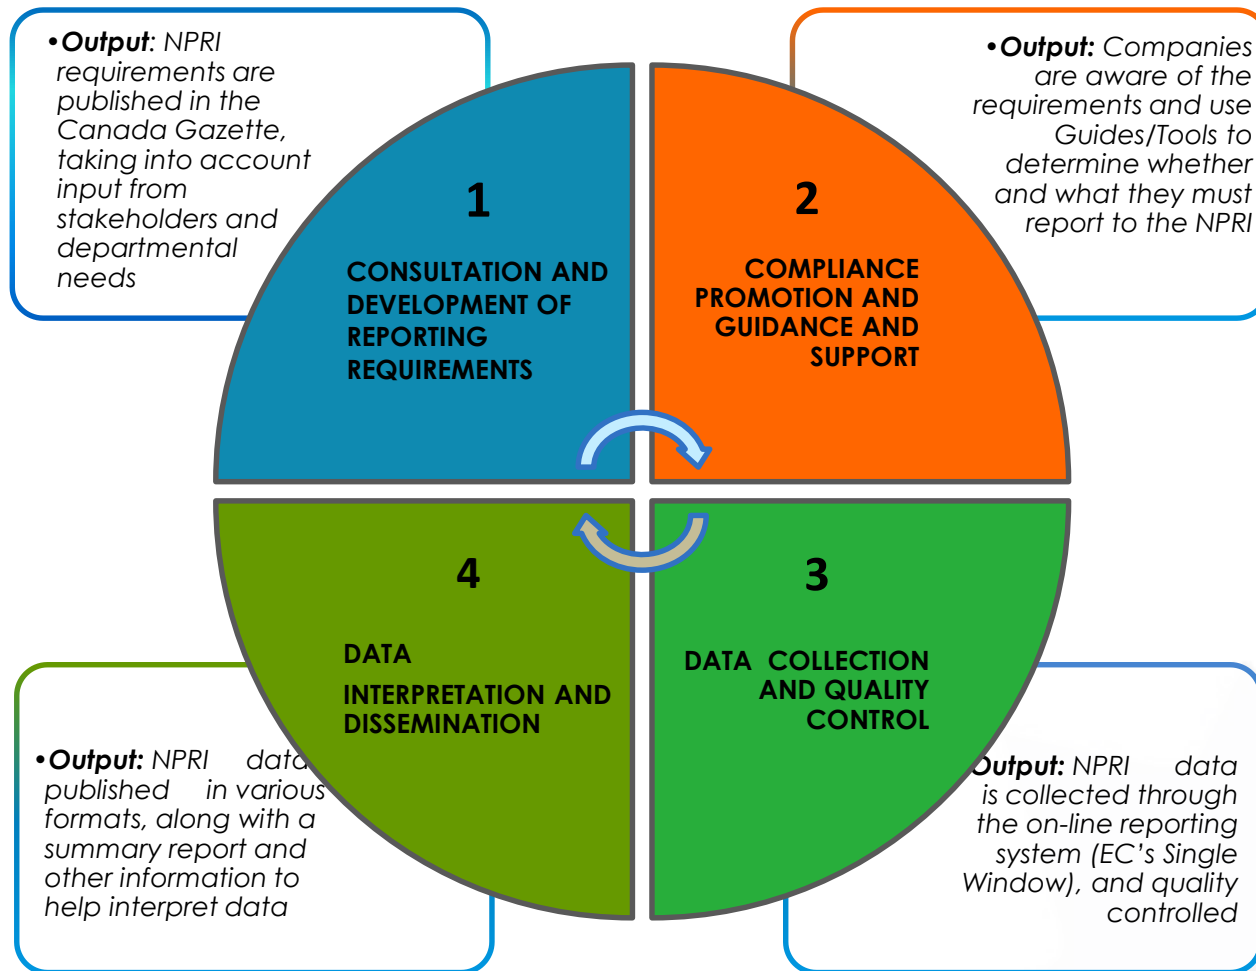 •Output: NPRI
requirements are
published in the
Canada Gazette,
taking into account
input from
stakeholders and
departmental
needs
1
CONSULTATION AND
DEVELOPMENT OF
REPORTING
REQUIREMENTS
2
COMPLIANCE
PROMOTION AND
GUIDANCE AND
SUPPORT
•Output: Companies
are aware of the
requirements and use
Guides/Tools to
determine whether
and what they must
report to the NPRI
4
DATA
INTERPRETATION AND
DISSEMINATION
•Output: NPRI data
published in various
formats, along with a
summary report and
other information to
help interpret data
3
DATA COLLECTION
AND QUALITY
CONTROL
Output: NPRI data
is collected through
the on-line reporting
system (EC's Single
Window), and quality
controlled